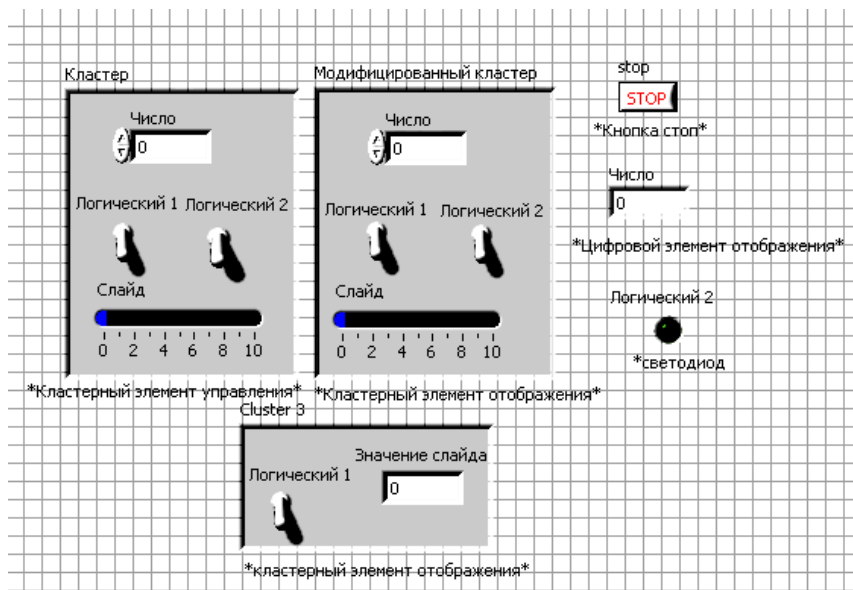 Кластер
Число
0
Логический 1 Логический 2
Слайд
0 2 4 6 8 10
*Кластерный элемент управления*
Модифицированный кластер
Число
0
Логический 1 Логический 2
Слайд
0 2 4 6 8 10
*Кластерный элемент отображения*
stop
STOP
*Кнопка стоп*
Число
0
*Цифровой элемент отображения*
Логический 2
*светодиод
Cluster 3
Значение слайда
Логический 1
0
*кластерный элемент отображения*